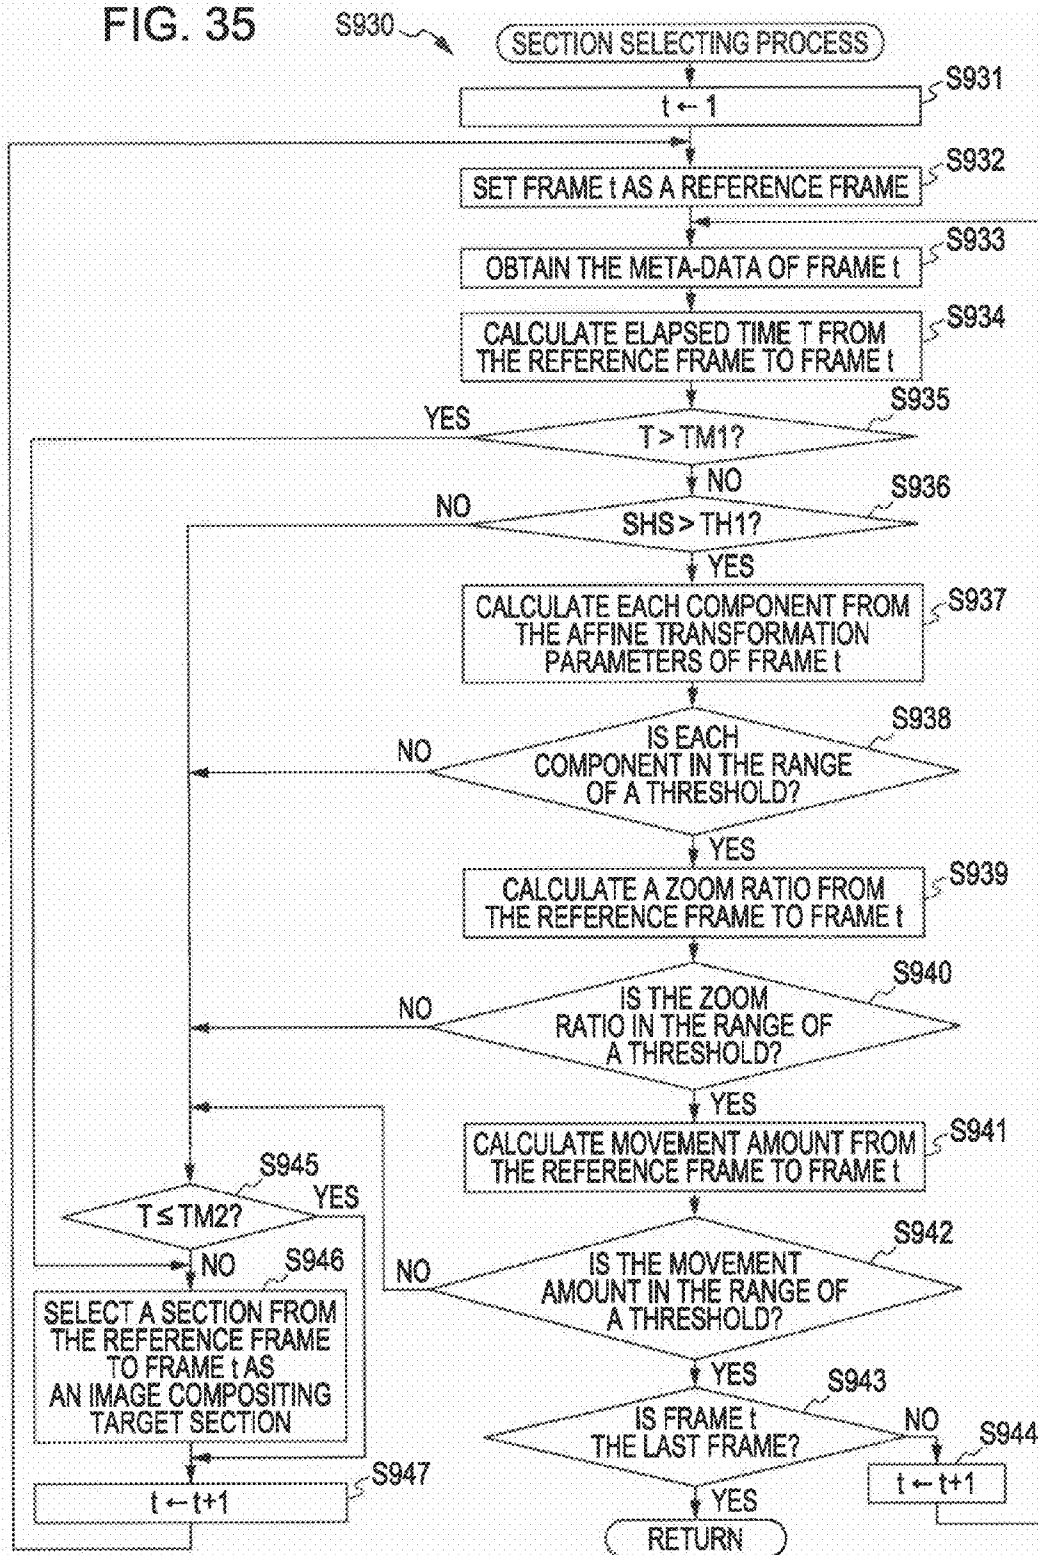 FIG. 35
S930
SECTION SELECTING PROCESS
S931
t ← 1
S932
SET FRAME t AS A REFERENCE FRAME
S933
OBTAIN THE META-DATA OF FRAME t
S934
CALCULATE ELAPSED TIME T FROM
THE REFERENCE FRAME TO FRAME t
S935
YES
T > TM1?
NO
S936
NO
SHS > TH1?
YES
S937
CALCULATE EACH COMPONENT FROM
THE AFFINE TRANSFORMATION
PARAMETERS OF FRAME t
S938
NO
IS EACH
COMPONENT IN THE RANGE
OF A THRESHOLD?
YES
S939
CALCULATE A ZOOM RATIO FROM
THE REFERENCE FRAME TO FRAME t
S940
NO
IS THE ZOOM
RATIO IN THE RANGE OF
A THRESHOLD?
YES
S941
CALCULATE MOVEMENT AMOUNT FROM
THE REFERENCE FRAME TO FRAME t
S942
NO
IS THE MOVEMENT
AMOUNT IN THE RANGE OF
A THRESHOLD?
YES
S943
IS FRAME t
THE LAST FRAME?
NO
S944
t ← t+1
YES
RETURN
S945
T ≤ TM2?
YES
NO
S946
SELECT A SECTION FROM
THE REFERENCE FRAME
TO FRAME t AS
AN IMAGE COMPOSITING
TARGET SECTION
S947
t ← t+1